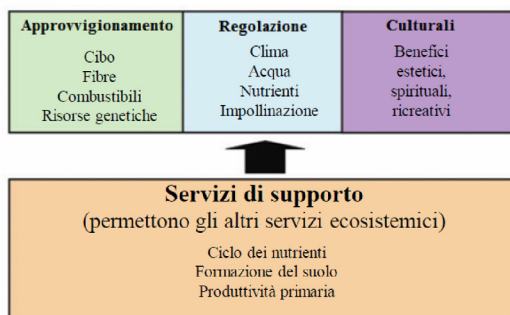 Approvvigionamento
Cibo
Fibre
Combustibili
Risorse genetiche
Regolazione
Clima
Acqua
Nutrienti
Impollinazione
Culturali
Benefici
estetici,
spirituali,
ricreativi
Servizi di supporto
(permettono gli altri servizi ecosistemici)
Ciclo dei nutrienti
Formazione del suolo
Produttività primaria